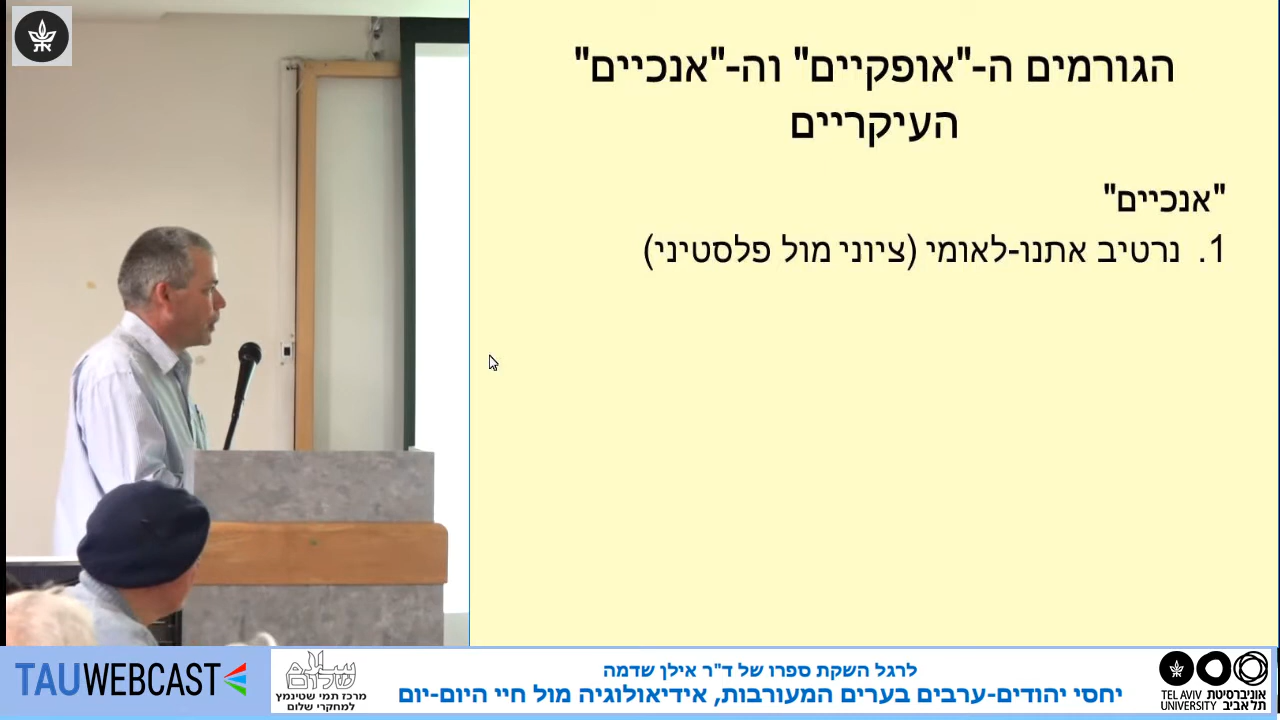 הגורמים ה-"אופקיים" וה-"אנכיים"
העיקריים
"אנכיים"
1. נרטיב אתנו-לאומי (ציוני מול פלסטיני)
TAUWEBCAST
שלום
מרכז תמי שטינמץ
למחקרי שלום
לרגל השקת ספרו של ד"ר אילן שדמה
יחסי יהודים-ערבים בערים המעורבות, אידיאולוגיה מול חיי היום-יום
TEL AVIV אוניברסיטת
UNIVERSITY תל אביב